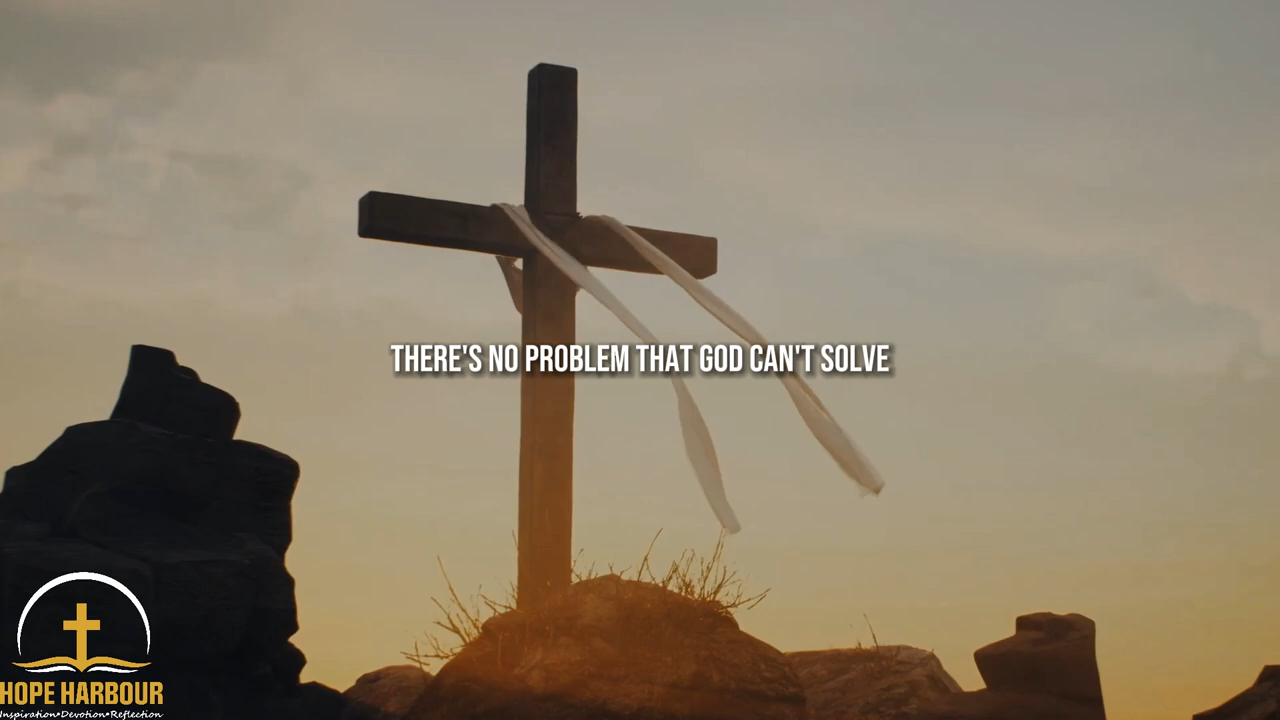 THERE'S NO PROBLEM THAT GOD CAN'T SOLVE
HOPE HARBOUR
Inspiration•Devotion•Reflection